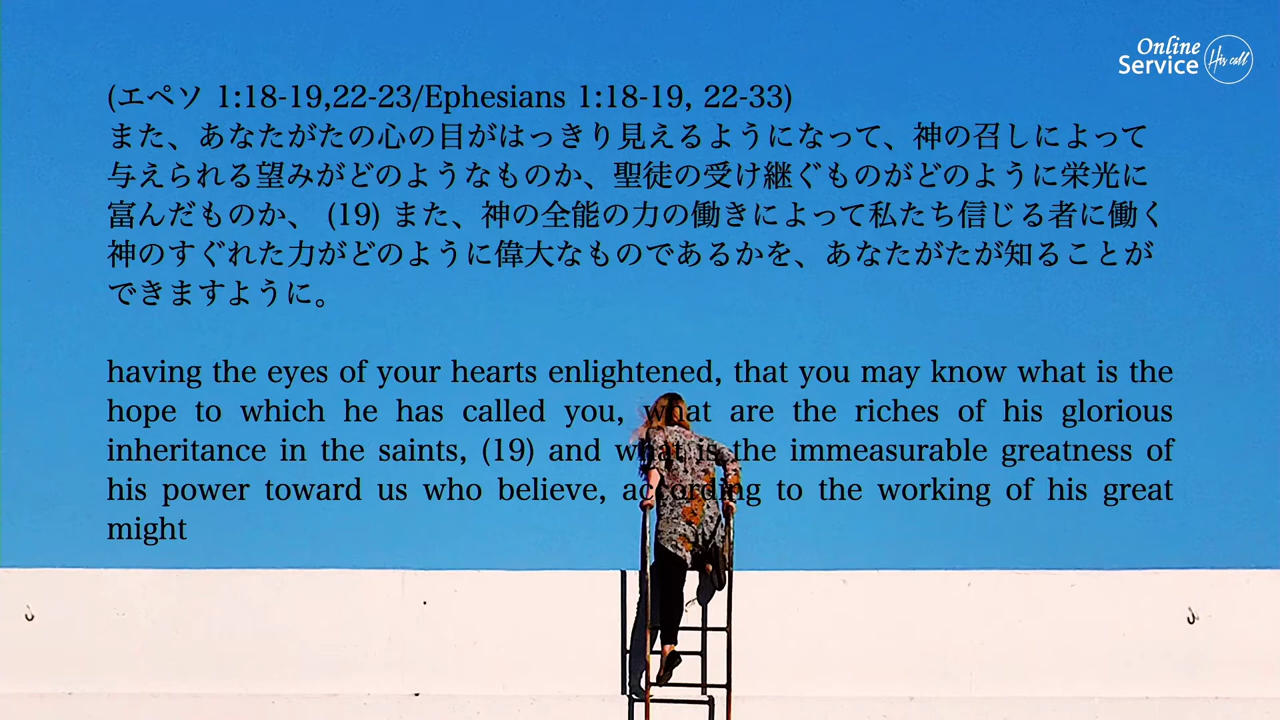 Online
Service
His call
(エペソ 1:18-19,22-23/Ephesians 1:18-19, 22-33)
また、あなたがたの心の目がはっきり見えるようになって、神の召しによって
与えられる望みがどのようなものか、聖徒の受け継ぐものがどのように栄光に
富んだものか、 (19) また、神の全能の力の働きによって私たち信じる者に働く
神のすぐれた力がどのように偉大なものであるかを、あなたがたが知ることが
できますように。
having the eyes of your hearts enlightened, that you may know what is the
hope to which he has called you, what are the riches of his glorious
inheritance in the saints, (19) and what is the immeasurable greatness of
his power toward us who believe, according to the working of his great
might